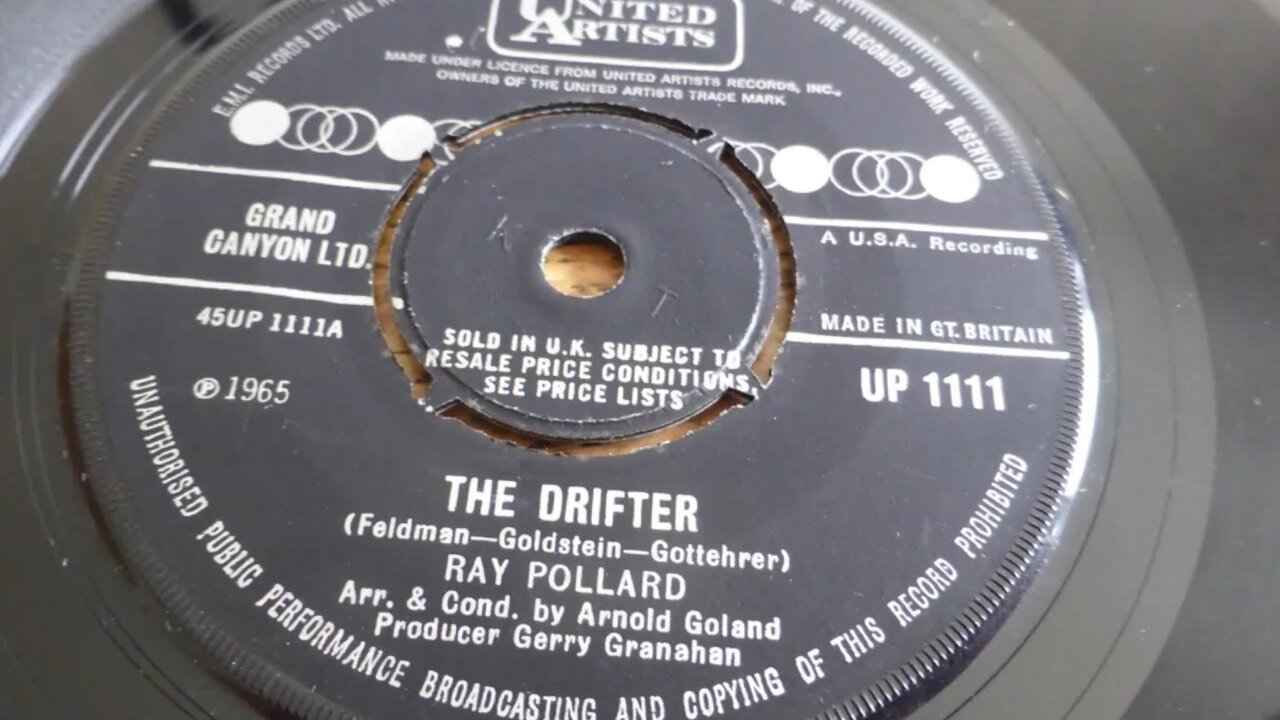 UNITED
ARTISTS
E.M.I. RECORDS LTD. ALL
OF THE RECORDED WORK RESERVED
MADE UNDER LICENCE FROM UNITED ARTISTS RECORDS, INC.,
OWNERS OF THE UNITED ARTISTS TRADE MARK
GRAND
CANYON LTD.
A U.S.A. Recording
45UP 1111A
MADE IN GT. BRITAIN
℗ 1965
UP 1111
K
T
SOLD IN U.K. SUBJECT TO
RESALE PRICE CONDITIONS,
SEE PRICE LISTS
THE DRIFTER
(Feldman—Goldstein—Gottehrer)
RAY POLLARD
Arr. & Cond. by Arnold Goland
Producer Gerry Granahan
UNAUTHORISED PUBLIC PERFORMANCE BROADCASTING AND COPYING OF THIS RECORD PROHIBITED